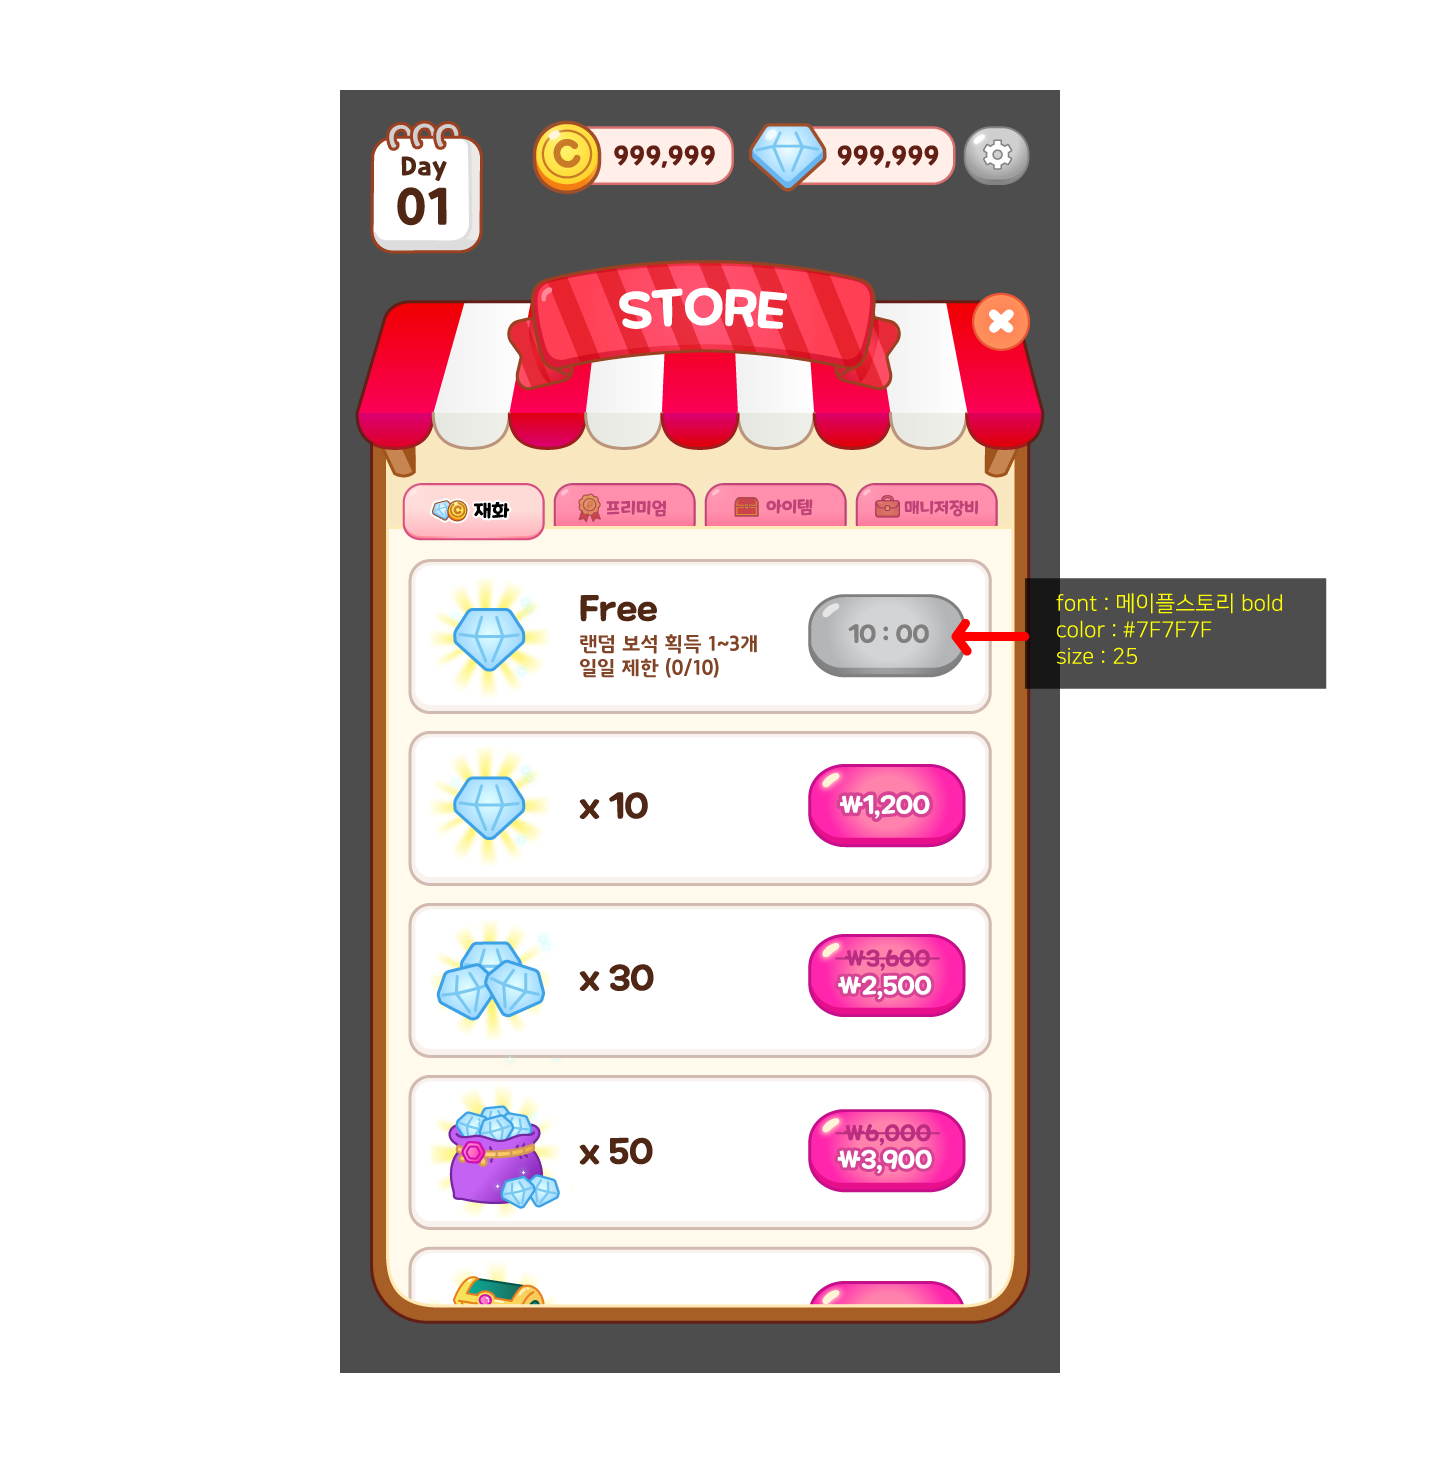 Day
01
999,999
999,999
STORE
재화
프리미엄
아이템
매니저장비
Free
랜덤 보석 획득 1~3개
일일 제한 (0/10)
10 : 00
font : 메이플스토리 bold
color : #7F7F7F
size : 25
x 10
₩1,200
x 30
₩3,600
₩2,500
x 50
₩6,000
₩3,900